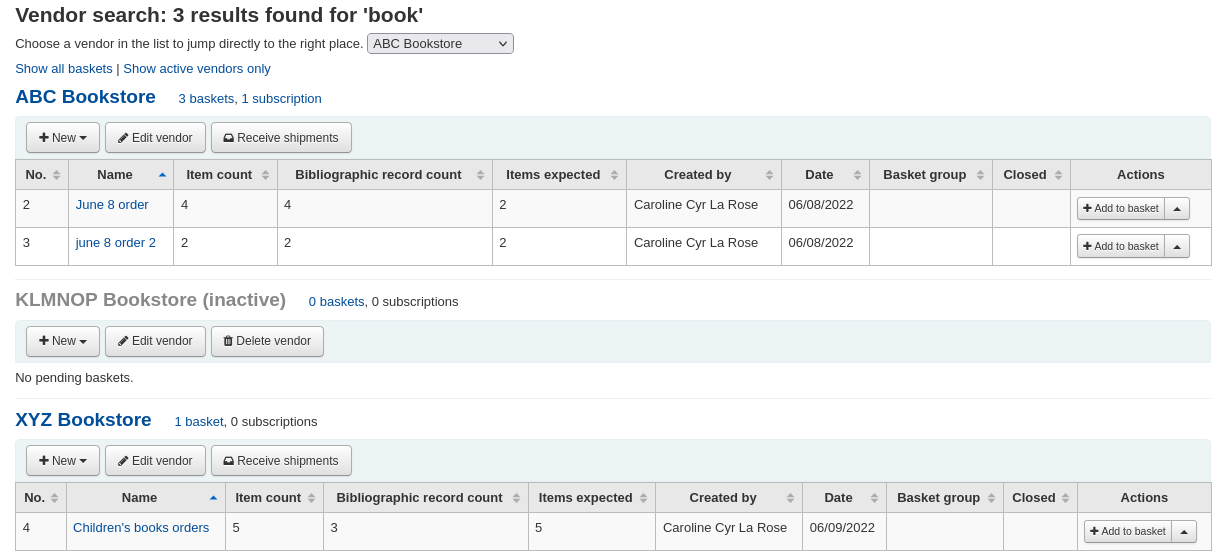 Vendor search: 3 results found for 'book'
Choose a vendor in the list to jump directly to the right place. ABC Bookstore
Show all baskets | Show active vendors only
ABC Bookstore 3 baskets, 1 subscription
New Edit vendor Receive shipments
No. Name Item count Bibliographic record count Items expected Created by Date Basket group Closed Actions
2 June 8 order 4 4 2 Caroline Cyr La Rose 06/08/2022 Add to basket
3 june 8 order 2 2 2 2 Caroline Cyr La Rose 06/08/2022 Add to basket
KLMNOP Bookstore (inactive) 0 baskets, 0 subscriptions
New Edit vendor Delete vendor
No pending baskets.
XYZ Bookstore 1 basket, 0 subscriptions
New Edit vendor Receive shipments
No. Name Item count Bibliographic record count Items expected Created by Date Basket group Closed Actions
4 Children's books orders 5 3 5 Caroline Cyr La Rose 06/09/2022 Add to basket